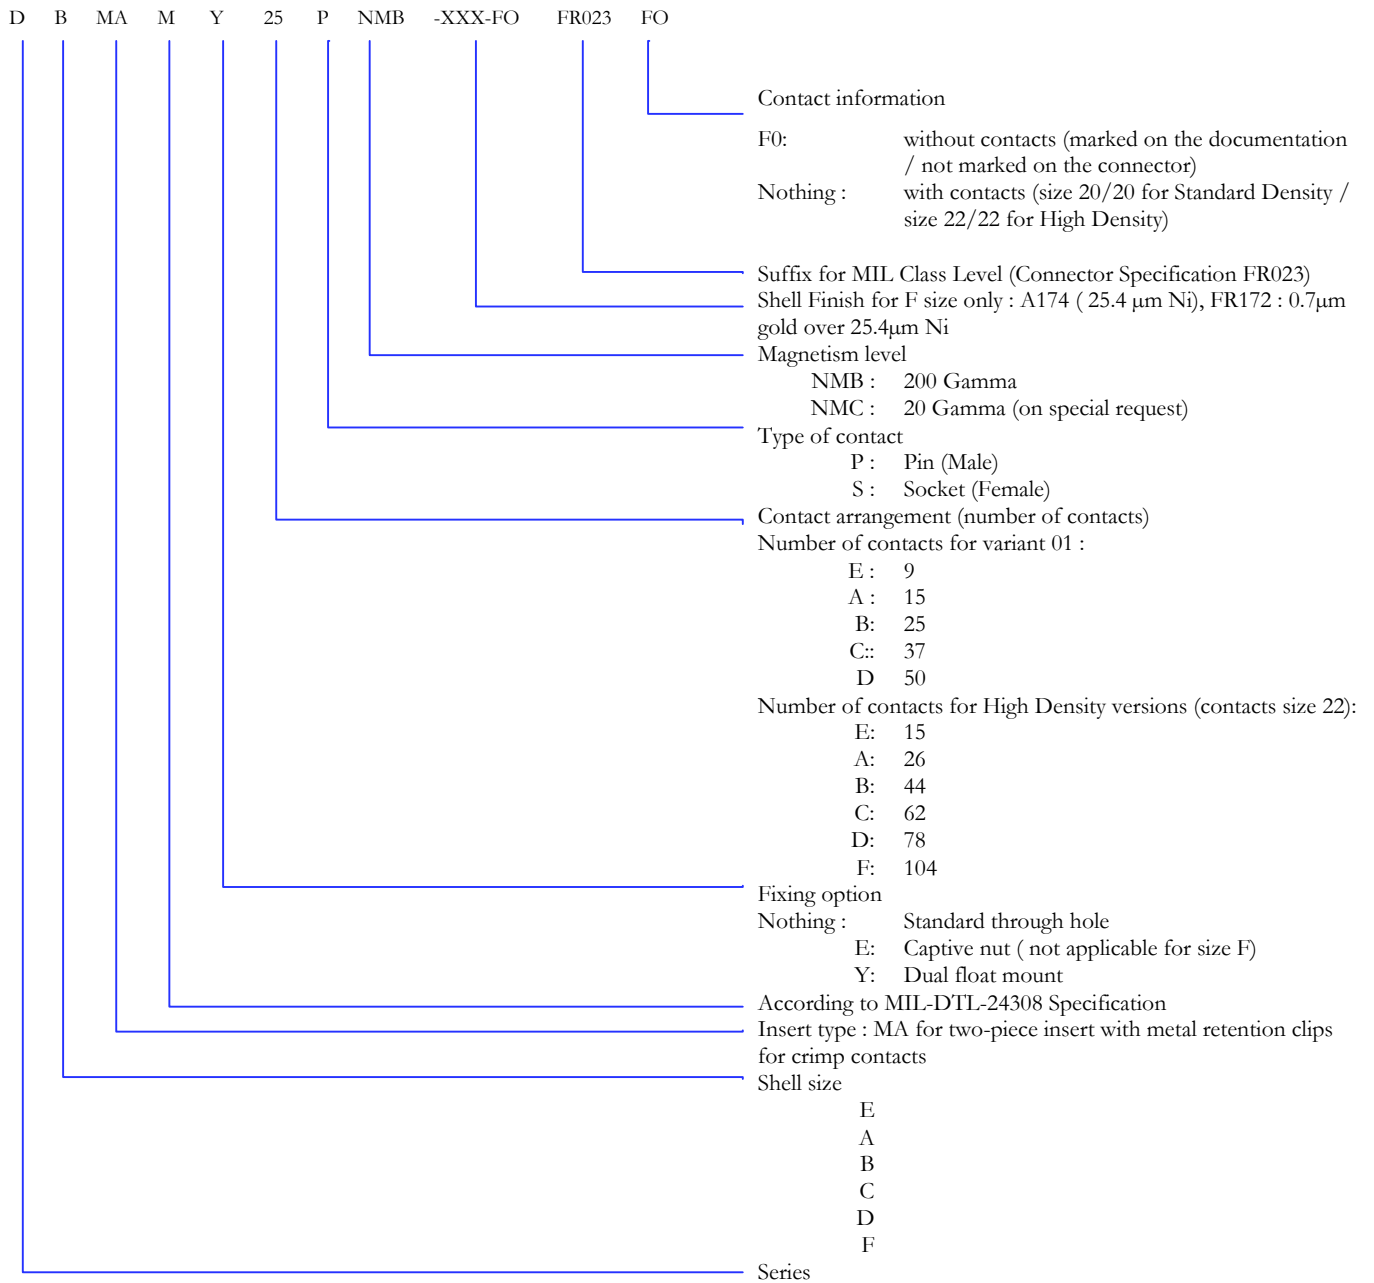 D B MA M Y 25 P NMB -XXX-FO FR023 FO
Contact information
F0: without contacts (marked on the documentation
/ not marked on the connector)
Nothing : with contacts (size 20/20 for Standard Density /
size 22/22 for High Density)
Suffix for MIL Class Level (Connector Specification FR023)
Shell Finish for F size only : A174 ( 25.4 µm Ni), FR172 : 0.7µm
gold over 25.4µm Ni
Magnetism level
NMB : 200 Gamma
NMC : 20 Gamma (on special request)
Type of contact
P : Pin (Male)
S : Socket (Female)
Contact arrangement (number of contacts)
Number of contacts for variant 01 :
E : 9
A : 15
B: 25
C:: 37
D 50
Number of contacts for High Density versions (contacts size 22):
E: 15
A: 26
B: 44
C: 62
D: 78
F: 104
Fixing option
Nothing : Standard through hole
E: Captive nut ( not applicable for size F)
Y: Dual float mount
According to MIL-DTL-24308 Specification
Insert type : MA for two-piece insert with metal retention clips
for crimp contacts
Shell size
E
A
B
C
D
F
Series